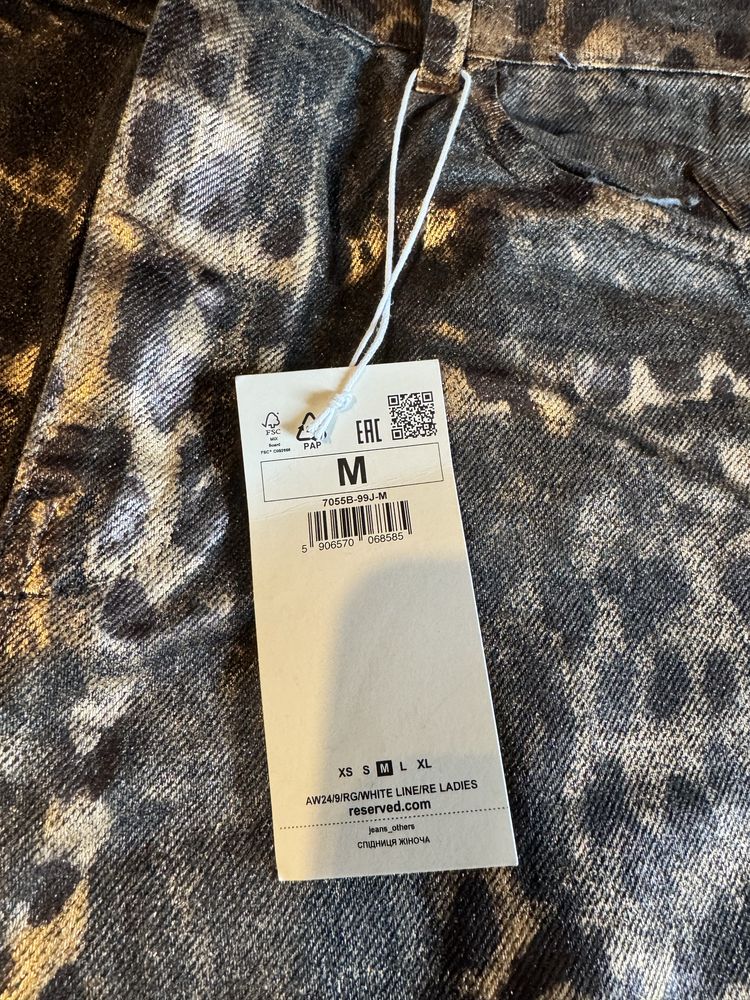 FSC
MIX
Board
PAP
EAC
M
7055B-99J-M
5 906570 068585
XS S M L XL
AW24/9/RG/WHITE LINE/RE LADIES
reserved.com
jeans_others
СПІДНИЦЯ ЖІНОЧА